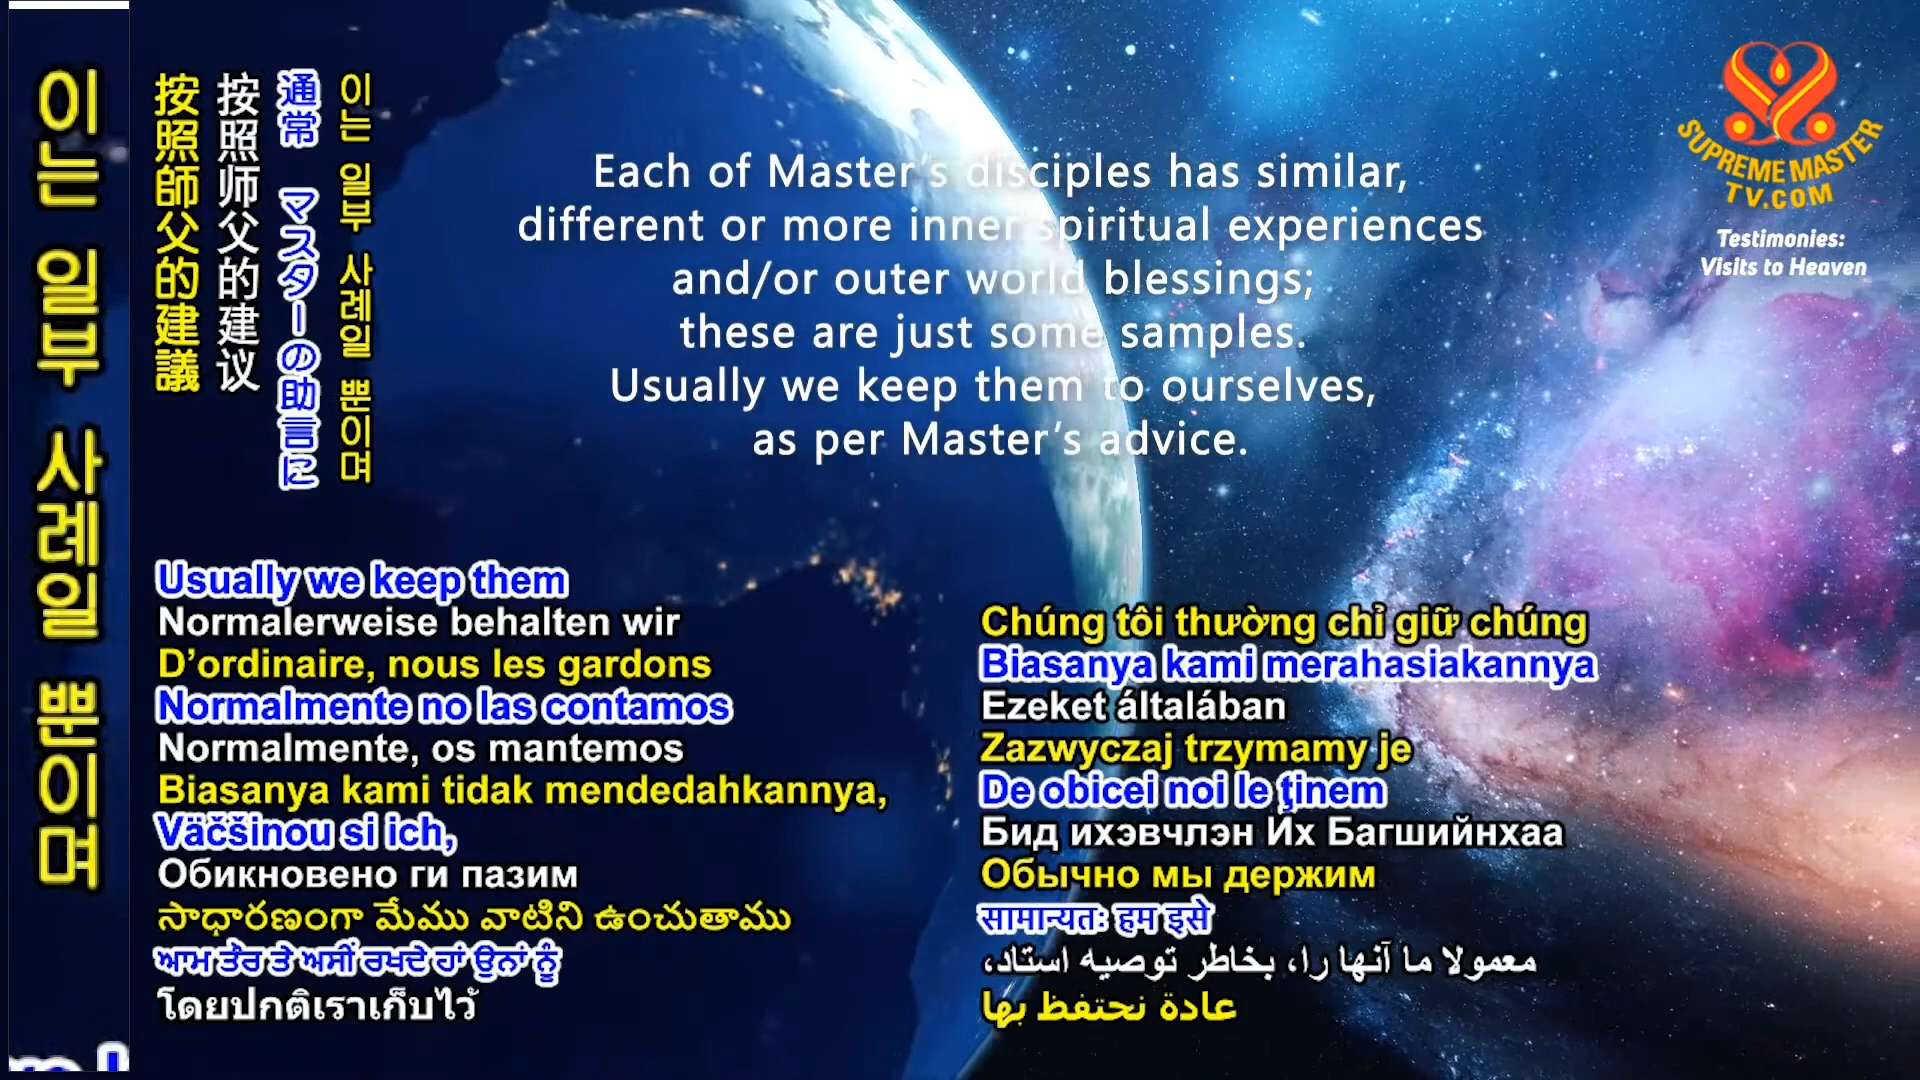 이는 일부 사례일 뿐이며
按照師父的建議
按照师父的建议
通常　マスターの助言に
이는 일부 사례일 뿐이며
Each of Master's disciples has similar,
different or more inner spiritual experiences
and/or outer world blessings;
these are just some samples.
Usually we keep them to ourselves,
as per Master's advice.
SUPREME MASTER
TV.COM
Testimonies:
Visits to Heaven
Usually we keep them
Normalerweise behalten wir
D’ordinaire, nous les gardons
Normalmente no las contamos
Normalmente, os mantemos
Biasanya kami tidak mendedahkannya,
Väčšinou si ich,
Обикновено ги пазим
సాధారణంగా మేము వాటిని ఉంచుతాము
ਆਮ ਤੌਰ ਤੇ ਅਸੀਂ ਰਖਦੇ ਹਾਂ ਉਨਾਂ ਨੂੰ
โดยปกติเราเก็บไว้
Chúng tôi thường chỉ giữ chúng
Biasanya kami merahasiakannya
Ezeket általában
Zazwyczaj trzymamy je
De obicei noi le ţinem
Бид ихэвчлэн Их Багшийнхаа
Обычно мы держим
सामान्यतः हम इसे
معمولا ما آنها را، بخاطر توصیه استاد،
عادة نحتفظ بها